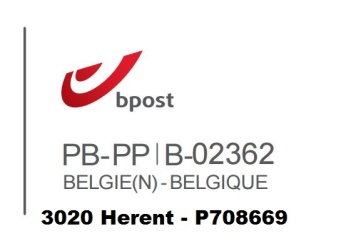 bpost
PB-PP | B-02362
BELGIE(N) - BELGIQUE
3020 Herent - P708669